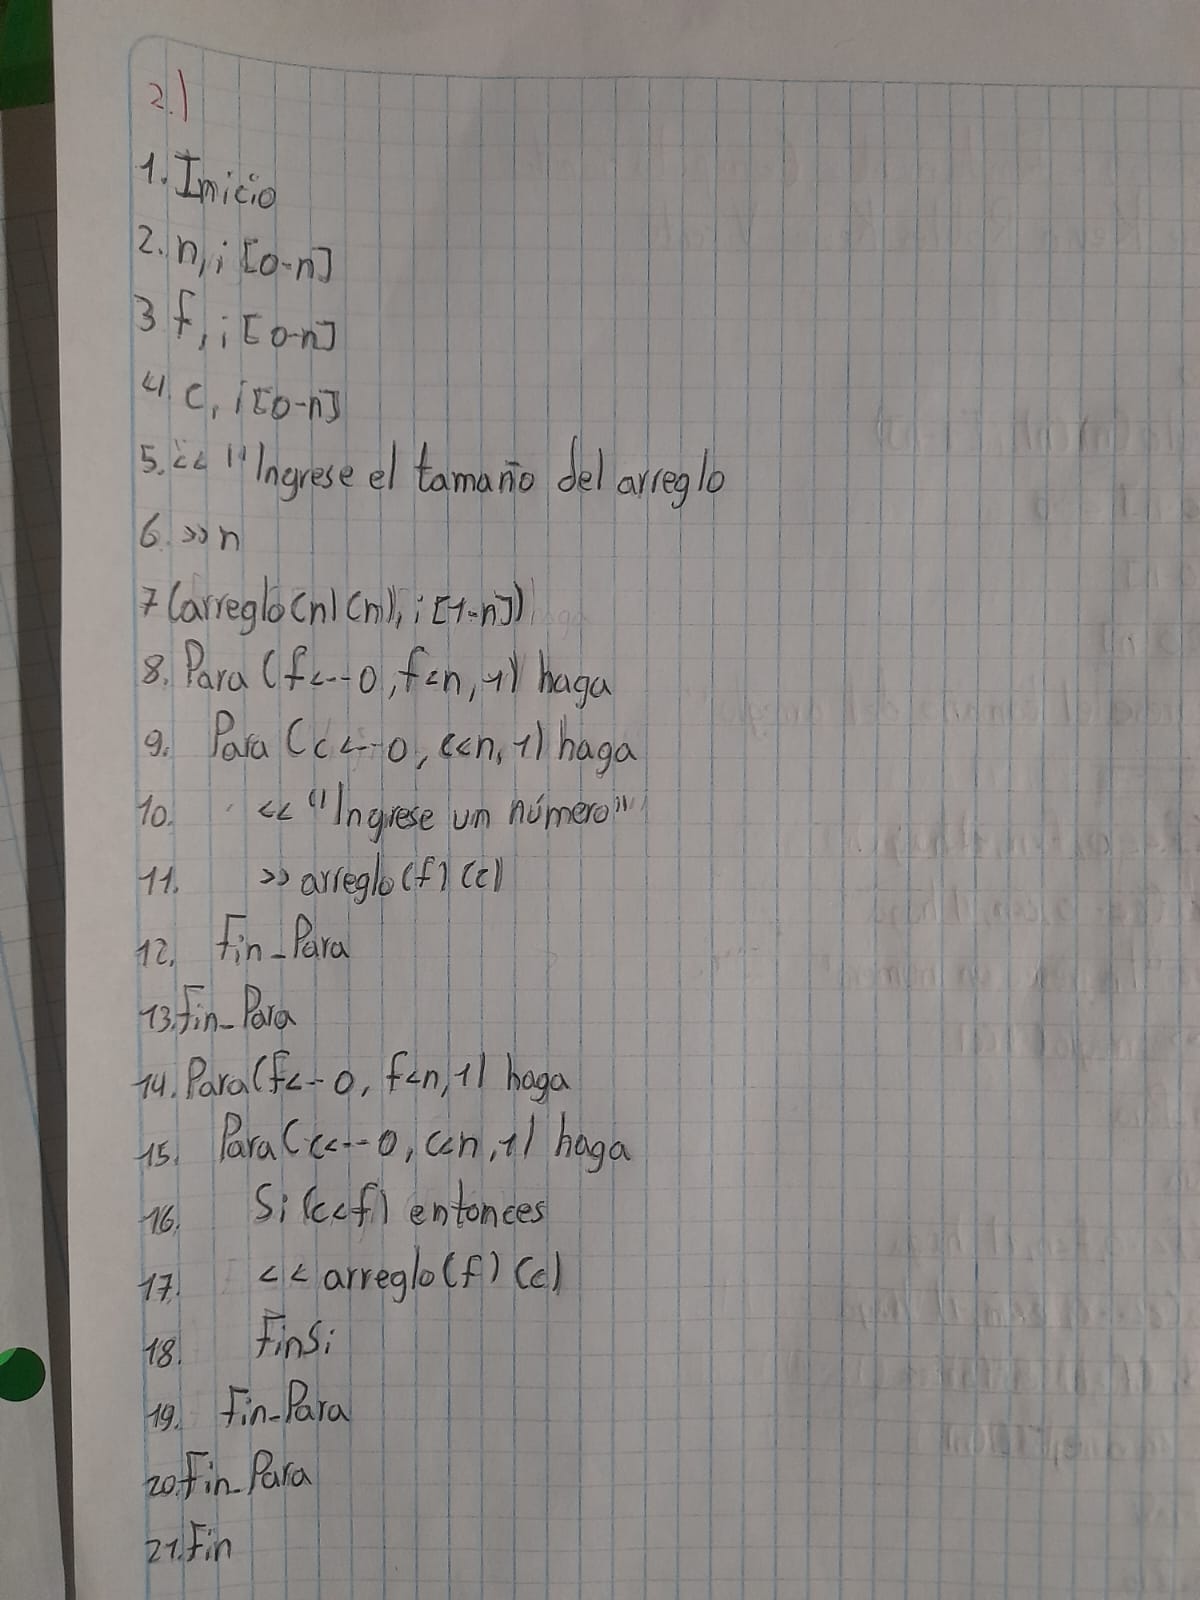 2.)
1. Inicio
2. n, i [0-n]
3 f, i [0-n]
4. c, i [0-n]
5. << "Ingrese el tamaño del arreglo
6. >> n
7 (arreglo(n)(m), i [1-n])
8. Para (f<--0, f<n, 1) haga
9. Para (c<--0, c<n, 1) haga
10. << "Ingrese un número"
11. >> arreglo(f)(c)
12. Fin_Para
13. Fin_Para
14. Para (f<--0, f<n, 1) haga
15. Para (c<--0, c<n, 1) haga
16. Si (c<f) entonces
17. << arreglo(f)(c)
18. FinSi
19. Fin-Para
20. Fin_Para
21. Fin